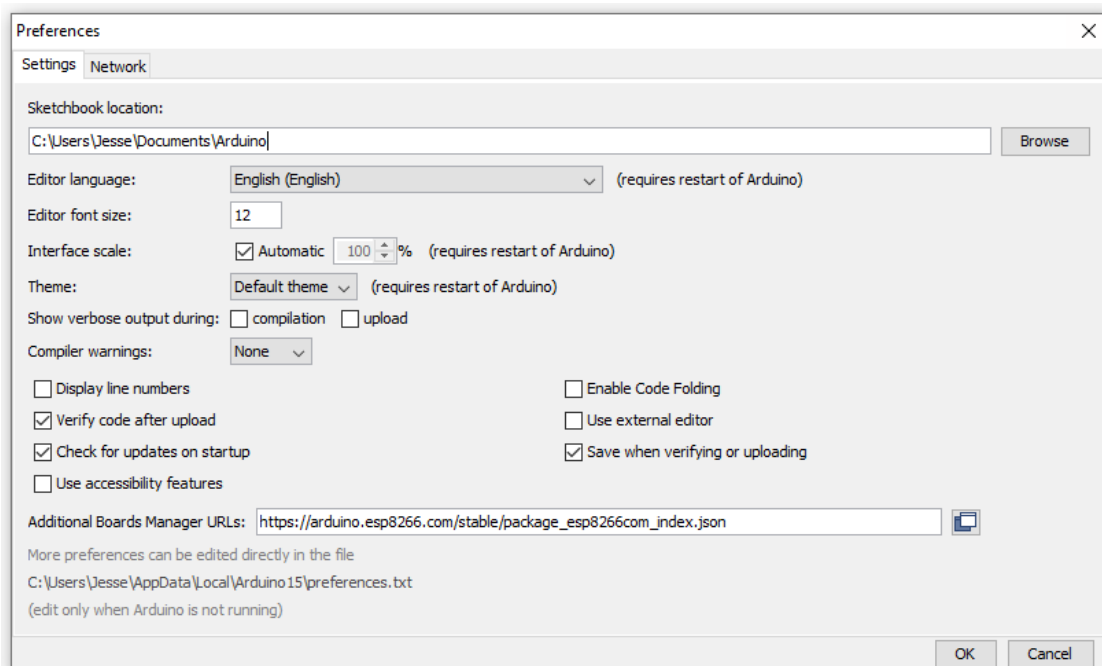 Preferences
Settings Network
Sketchbook location:
C:\Users\Jesse\Documents\Arduino Browse
Editor language: English (English) (requires restart of Arduino)
Editor font size: 12
Interface scale: Automatic 100 % (requires restart of Arduino)
Theme: Default theme (requires restart of Arduino)
Show verbose output during: compilation upload
Compiler warnings: None
Display line numbers Enable Code Folding
Verify code after upload Use external editor
Check for updates on startup Save when verifying or uploading
Use accessibility features
Additional Boards Manager URLs: https://arduino.esp8266.com/stable/package_esp8266com_index.json
More preferences can be edited directly in the file
C:\Users\Jesse\AppData\Local\Arduino15\preferences.txt
(edit only when Arduino is not running)
OK Cancel